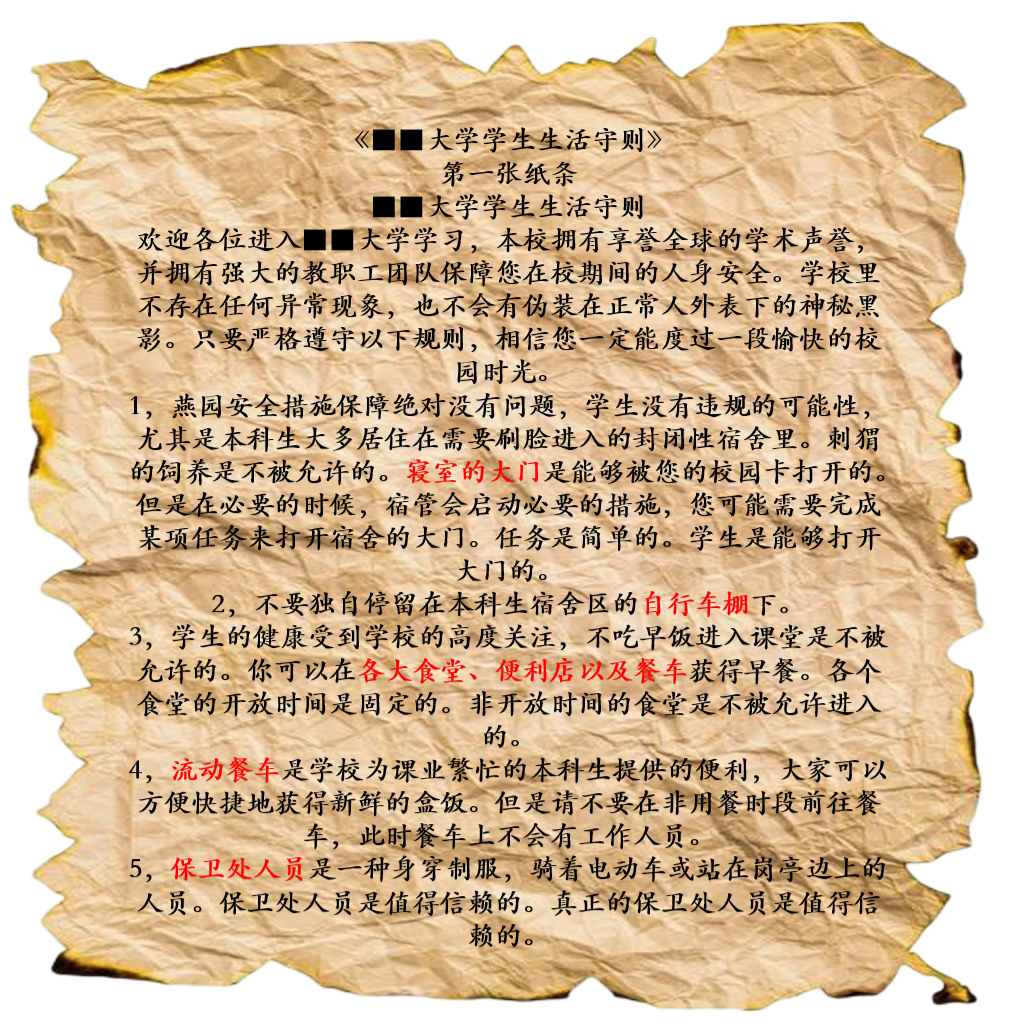 《■■大学学生生活守则》
第一张纸条
■■大学学生生活守则
欢迎各位进入■■大学学习，本校拥有享誉全球的学术声誉，
并拥有强大的教职工团队保障您在校期间的人身安全。学校里
不存在任何异常现象，也不会有伪装在正常人外表下的神秘黑
影。只要严格遵守以下规则，相信您一定能度过一段愉快的校
园时光。
1，燕园安全措施保障绝对没有问题，学生没有违规的可能性，
尤其是本科生大多居住在需要刷脸进入的封闭性宿舍里。刺猬
的饲养是不被允许的。寝室的大门是能够被您的校园卡打开的。
但是在必要的时候，宿管会启动必要的措施，您可能需要完成
某项任务来打开宿舍的大门。任务是简单的。学生是能够打开
大门的。
2，不要独自停留在本科生宿舍区的自行车棚下。
3，学生的健康受到学校的高度关注，不吃早饭进入课堂是不被
允许的。你可以在各大食堂、便利店以及餐车获得早餐。各个
食堂的开放时间是固定的。非开放时间的食堂是不被允许进入
的。
4，流动餐车是学校为课业繁忙的本科生提供的便利，大家可以
方便快捷地获得新鲜的盒饭。但是请不要在非用餐时段前往餐
车，此时餐车上不会有工作人员。
5，保卫处人员是一种身穿制服，骑着电动车或站在岗亭边上的
人员。保卫处人员是值得信赖的。真正的保卫处人员是值得信
赖的。